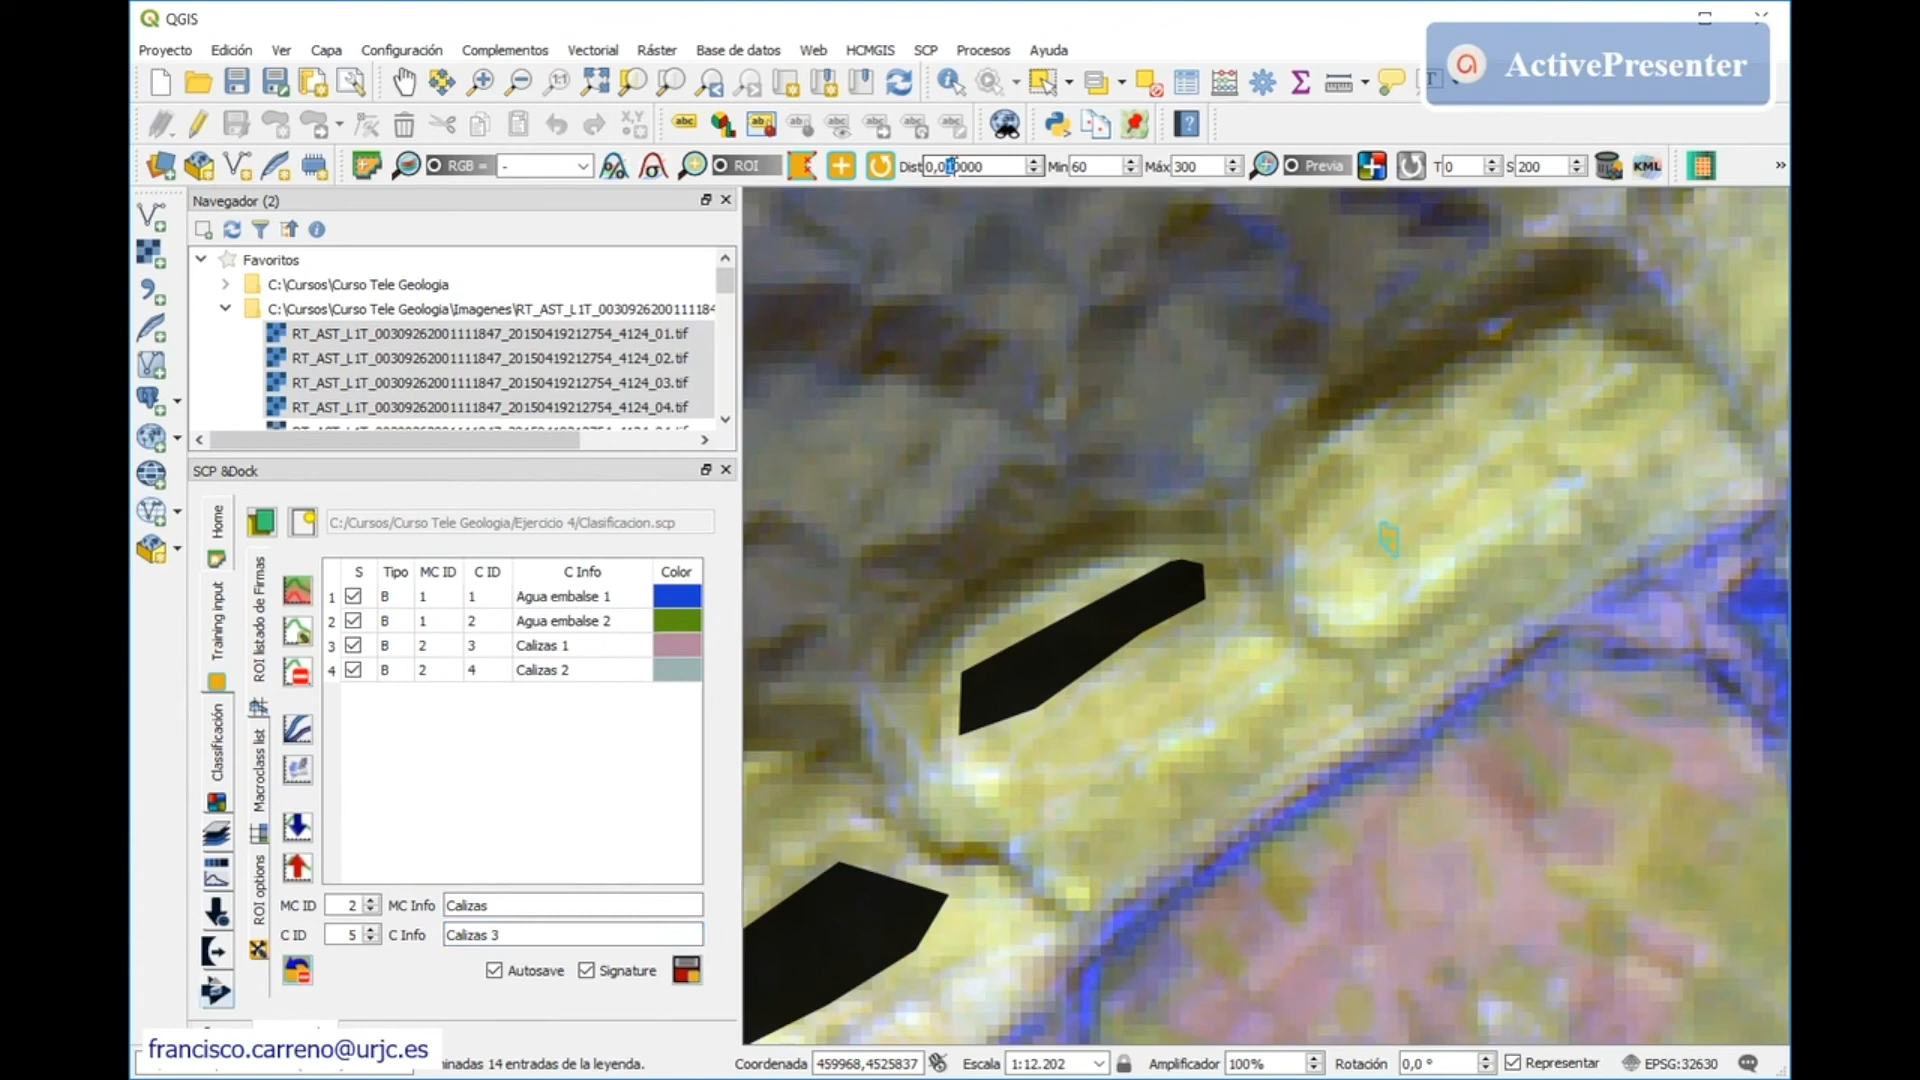 QGIS
ActivePresenter
Proyecto Edición Ver Capa Configuración Complementos Vectorial Ráster Base de datos Web HCMGIS SCP Procesos Ayuda
RGB = - ROI Dist 0,010000 Min 60 Máx 300 Previa T 0 S 200 KML »
Navegador (2)
Favoritos
C:\Cursos\Curso Tele Geologia
C:\Cursos\Curso Tele Geologia\Imagenes\RT_AST_L1T_0030926200111184
RT_AST_L1T_00309262001111847_20150419212754_4124_01.tif
RT_AST_L1T_00309262001111847_20150419212754_4124_02.tif
RT_AST_L1T_00309262001111847_20150419212754_4124_03.tif
RT_AST_L1T_00309262001111847_20150419212754_4124_04.tif
SCP &Dock
Home
Training input
Clasificación
ROI listado de Firmas
Macroclass list
ROI options
C:/Cursos/Curso Tele Geologia/Ejercicio 4/Clasificacion.scp
S Tipo MC ID C ID C Info Color
1 B 1 1 Agua embalse 1
2 B 1 2 Agua embalse 2
3 B 2 3 Calizas 1
4 B 2 4 Calizas 2
MC ID 2 MC Info Calizas
C ID 5 C Info Calizas 3
Autosave Signature
francisco.carreno@urjc.es
minadas 14 entradas de la leyenda. Coordenada 459968,4525837 Escala 1:12.202 Amplificador 100% Rotación 0,0 ° Representar EPSG:32630